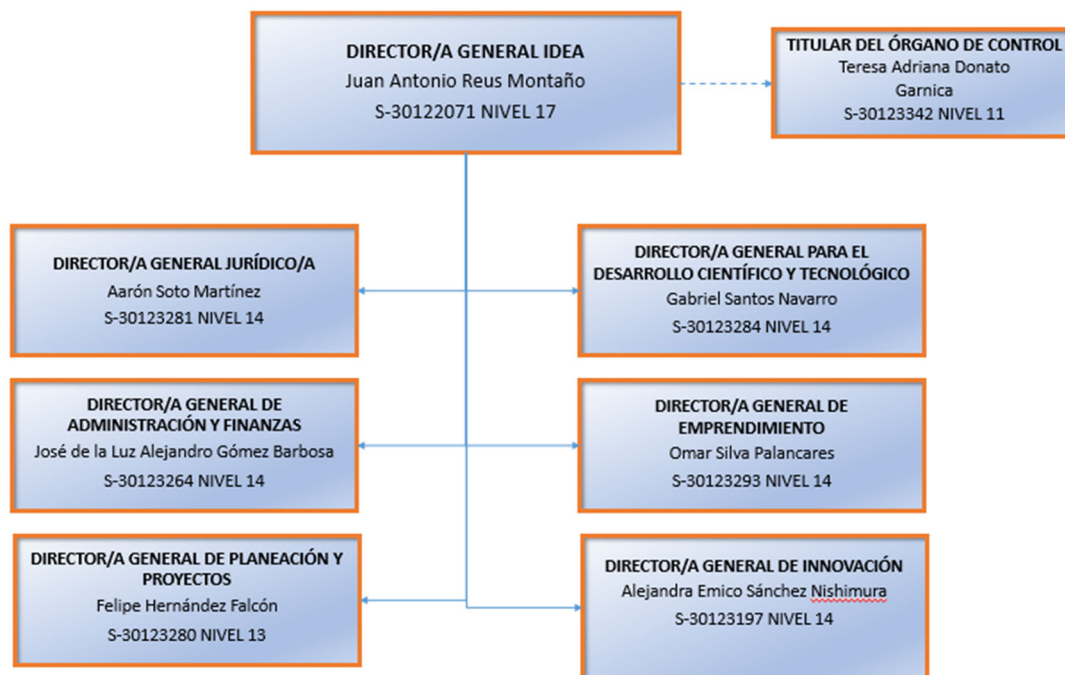 DIRECTOR/A GENERAL IDEA
Juan Antonio Reus Montaño
S-30122071 NIVEL 17
TITULAR DEL ÓRGANO DE CONTROL
Teresa Adriana Donato
Garnica
S-30123342 NIVEL 11
DIRECTOR/A GENERAL JURÍDICO/A
Aarón Soto Martínez
S-30123281 NIVEL 14
DIRECTOR/A GENERAL PARA EL
DESARROLLO CIENTÍFICO Y TECNOLÓGICO
Gabriel Santos Navarro
S-30123284 NIVEL 14
DIRECTOR/A GENERAL DE
ADMINISTRACIÓN Y FINANZAS
José de la Luz Alejandro Gómez Barbosa
S-30123264 NIVEL 14
DIRECTOR/A GENERAL DE
EMPRENDIMIENTO
Omar Silva Palancares
S-30123293 NIVEL 14
DIRECTOR/A GENERAL DE PLANEACIÓN Y
PROYECTOS
Felipe Hernández Falcón
S-30123280 NIVEL 13
DIRECTOR/A GENERAL DE INNOVACIÓN
Alejandra Emico Sánchez Nishimura
S-30123197 NIVEL 14